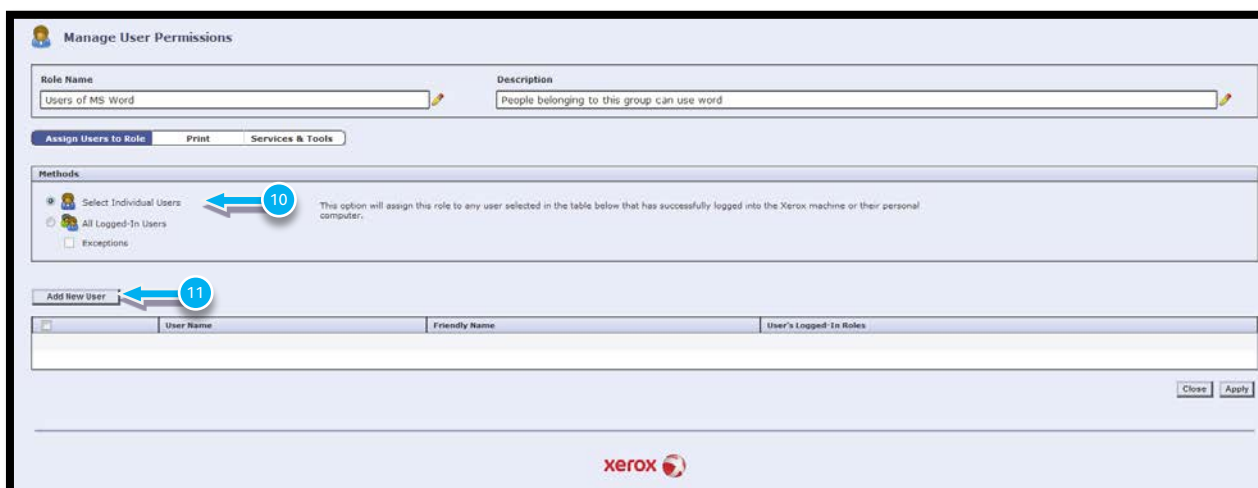 Manage User Permissions
Role Name Description
Users of MS Word People belonging to this group can use word
Assign Users to Role Print Services & Tools
Methods
Select Individual Users 10 This option will assign this role to any user selected in the table below that has successfully logged into the Xerox machine or their personal
computer.
All Logged-In Users
Exceptions
Add New User 11
User Name Friendly Name User's Logged-In Roles
Close Apply
xerox